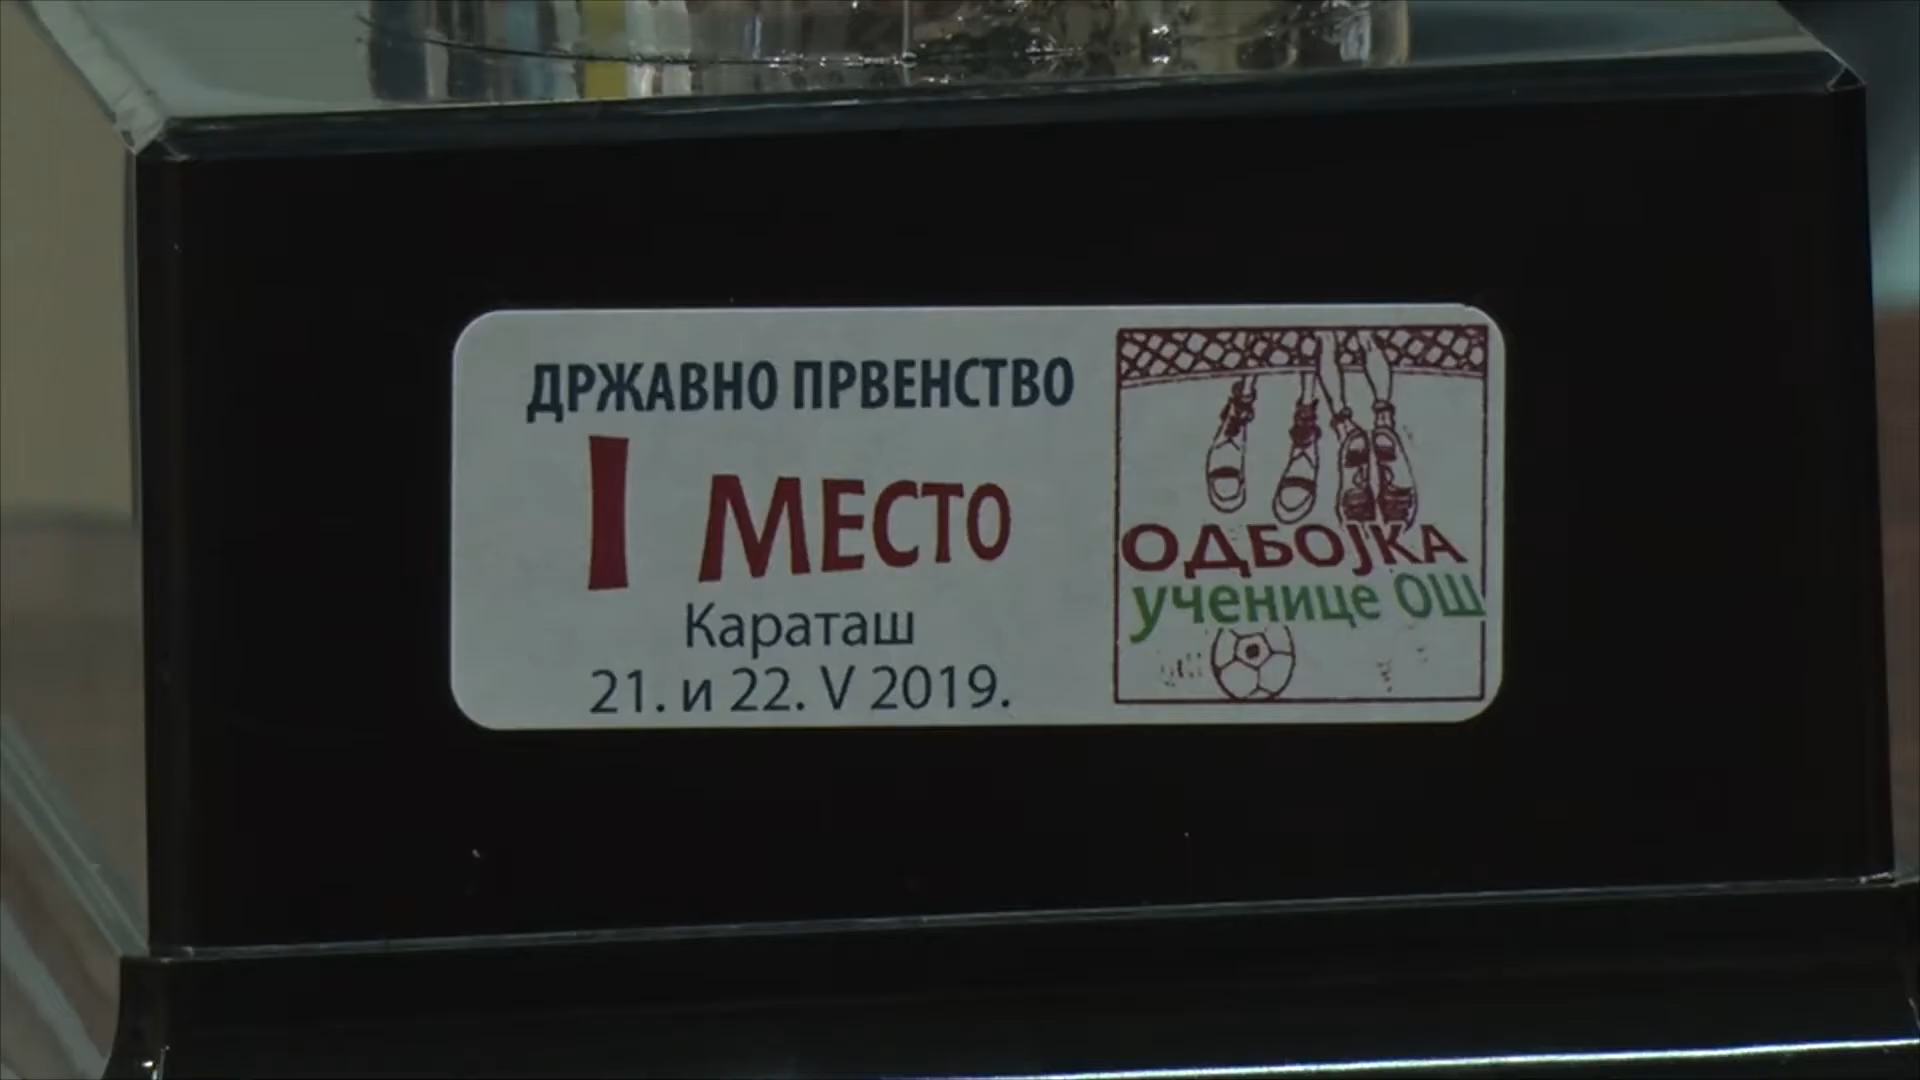 ДРЖАВНО ПРВЕНСТВО
I МЕСТО
Караташ
21. и 22. V 2019.
ОДБОЈКА
ученице ОШ